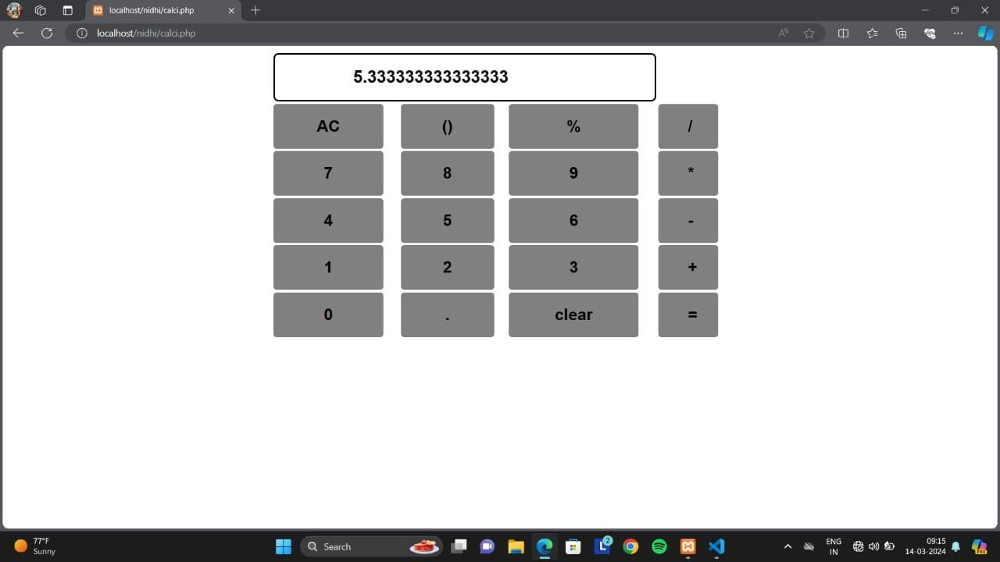 localhost/nidhi/calci.php
localhost/nidhi/calci.php
5.333333333333333
AC () % /
7 8 9 *
4 5 6 -
1 2 3 +
0 . clear =
77°F
Sunny
Search
2
ENG
IN
09:15
14-03-2024